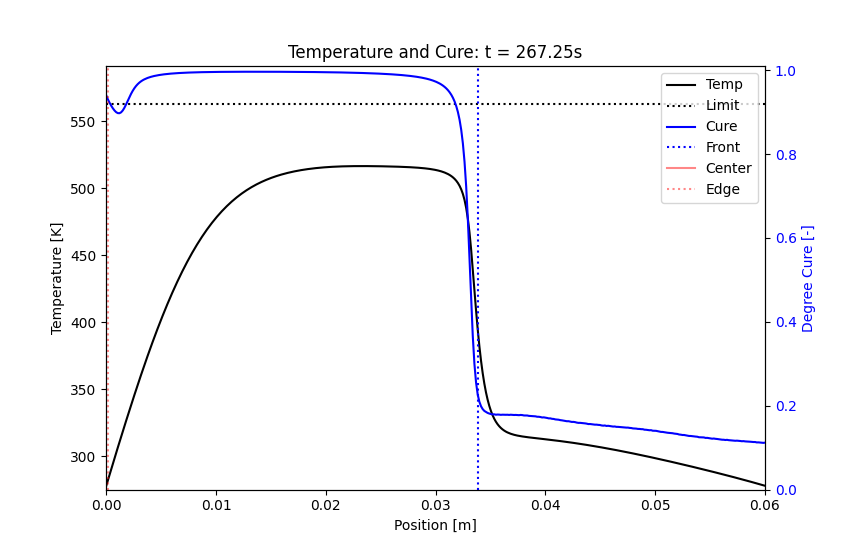 Temperature and Cure: t = 267.25s
Temp
Limit
Cure
Front
Center
Edge
550
500
450
400
350
300
Temperature [K]
1.0
0.8
0.6
0.4
0.2
0.0
Degree Cure [-]
0.00
0.01
0.02
0.03
0.04
0.05
0.06
Position [m]